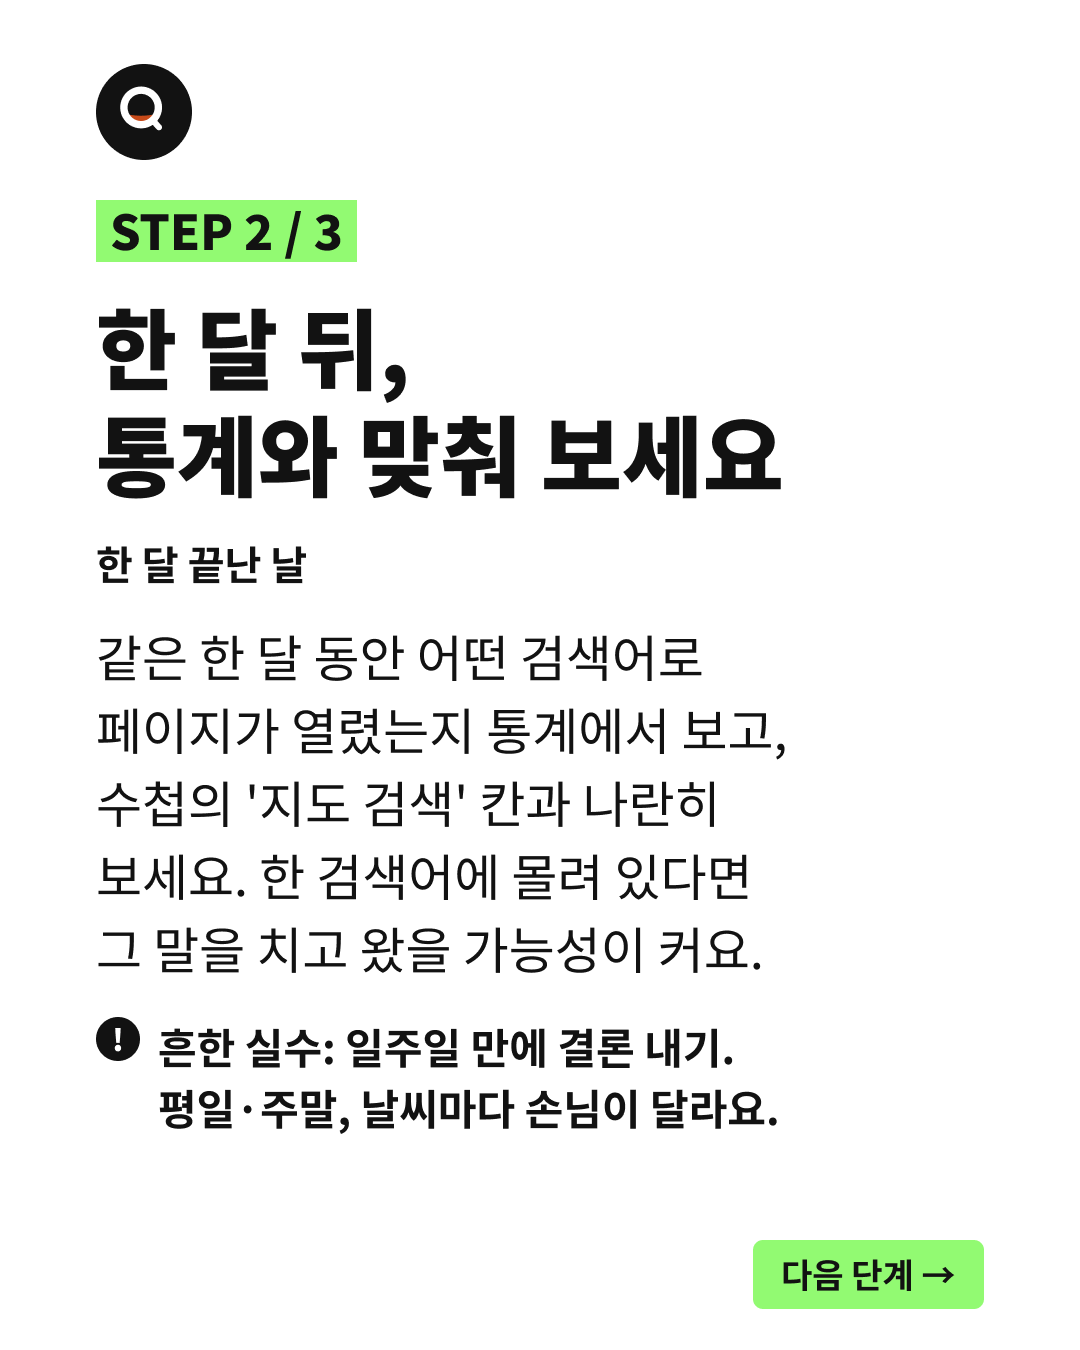 STEP 2 / 3
한 달 뒤,
통계와 맞춰 보세요
한 달 끝난 날
같은 한 달 동안 어떤 검색어로
페이지가 열렸는지 통계에서 보고,
수첩의 '지도 검색' 칸과 나란히
보세요. 한 검색어에 몰려 있다면
그 말을 치고 왔을 가능성이 커요.
흔한 실수: 일주일 만에 결론 내기.
평일·주말, 날씨마다 손님이 달라요.
다음 단계 →